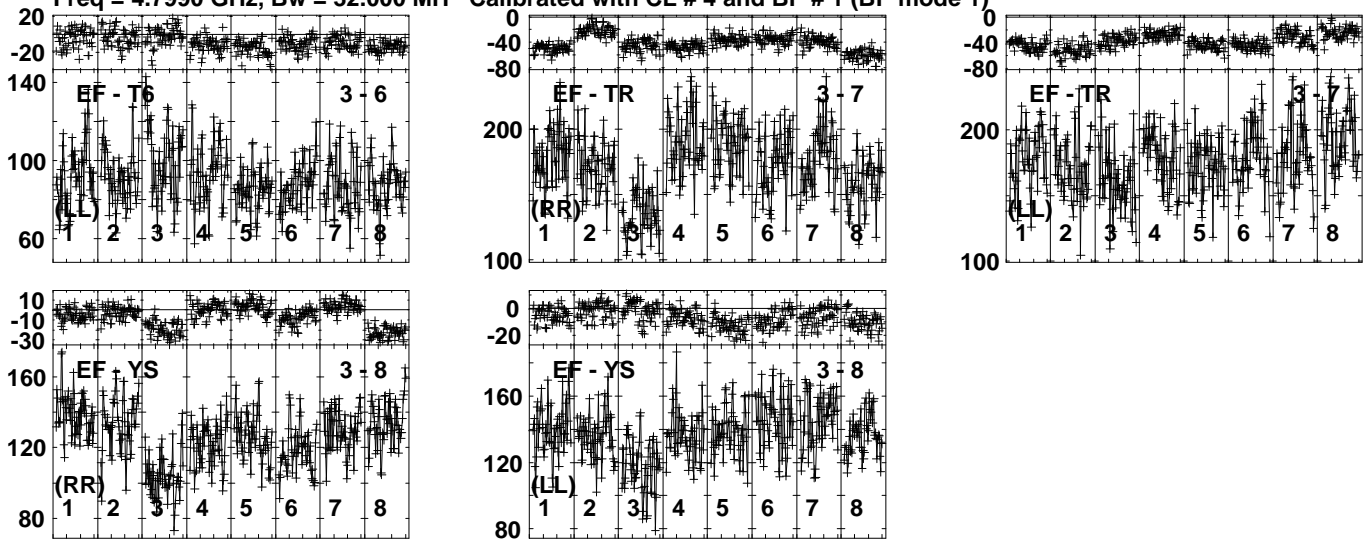 Freq = 4.7990 GHz, Bw = 32.000 MH Calibrated with CL # 4 and BP # 1 (BP mode 1)
20
0
-20
140
100
60
EF - T6
3 - 6
(LL)
1 2 3 4 5 6 7 8
0
-40
-80
200
100
EF - TR
3 - 7
(RR)
1 2 3 4 5 6 7 8
0
-40
-80
200
100
EF - TR
3 - 7
(LL)
1 2 3 4 5 6 7 8
10
-10
-30
160
120
80
EF - YS
3 - 8
(RR)
1 2 3 4 5 6 7 8
0
-20
160
120
80
EF - YS
3 - 8
(LL)
1 2 3 4 5 6 7 8